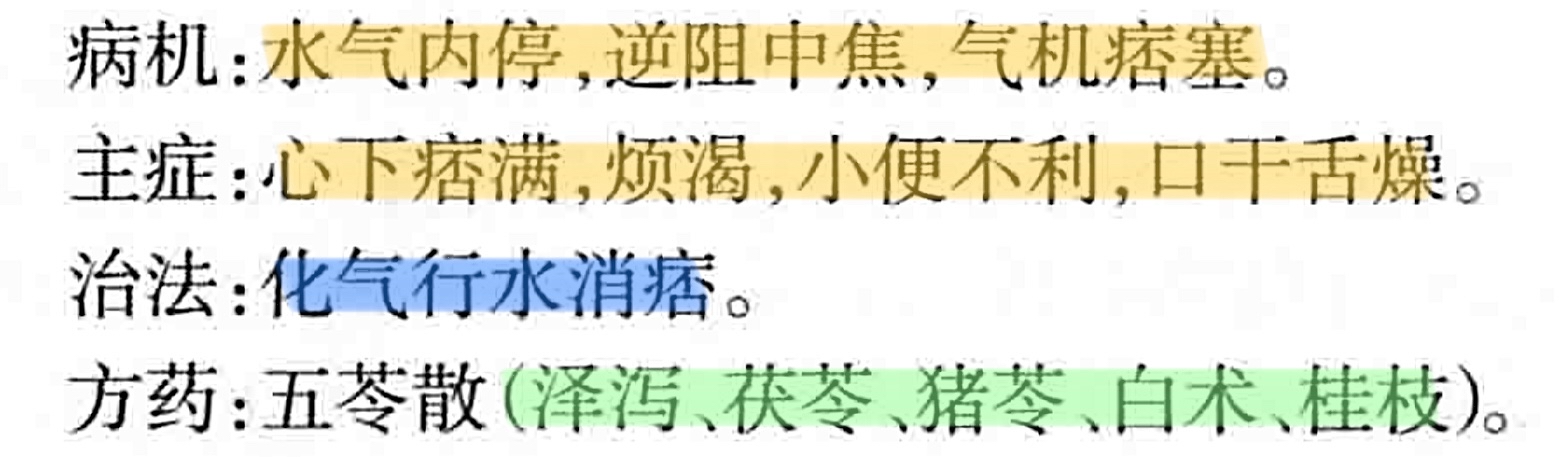 病机:水气内停,逆阻中焦,气机痞塞。
主症:心下痞满,烦渴,小便不利,口干舌燥。
治法:化气行水消痞。
方药:五苓散(泽泻、茯苓、猪苓、白术、桂枝)。